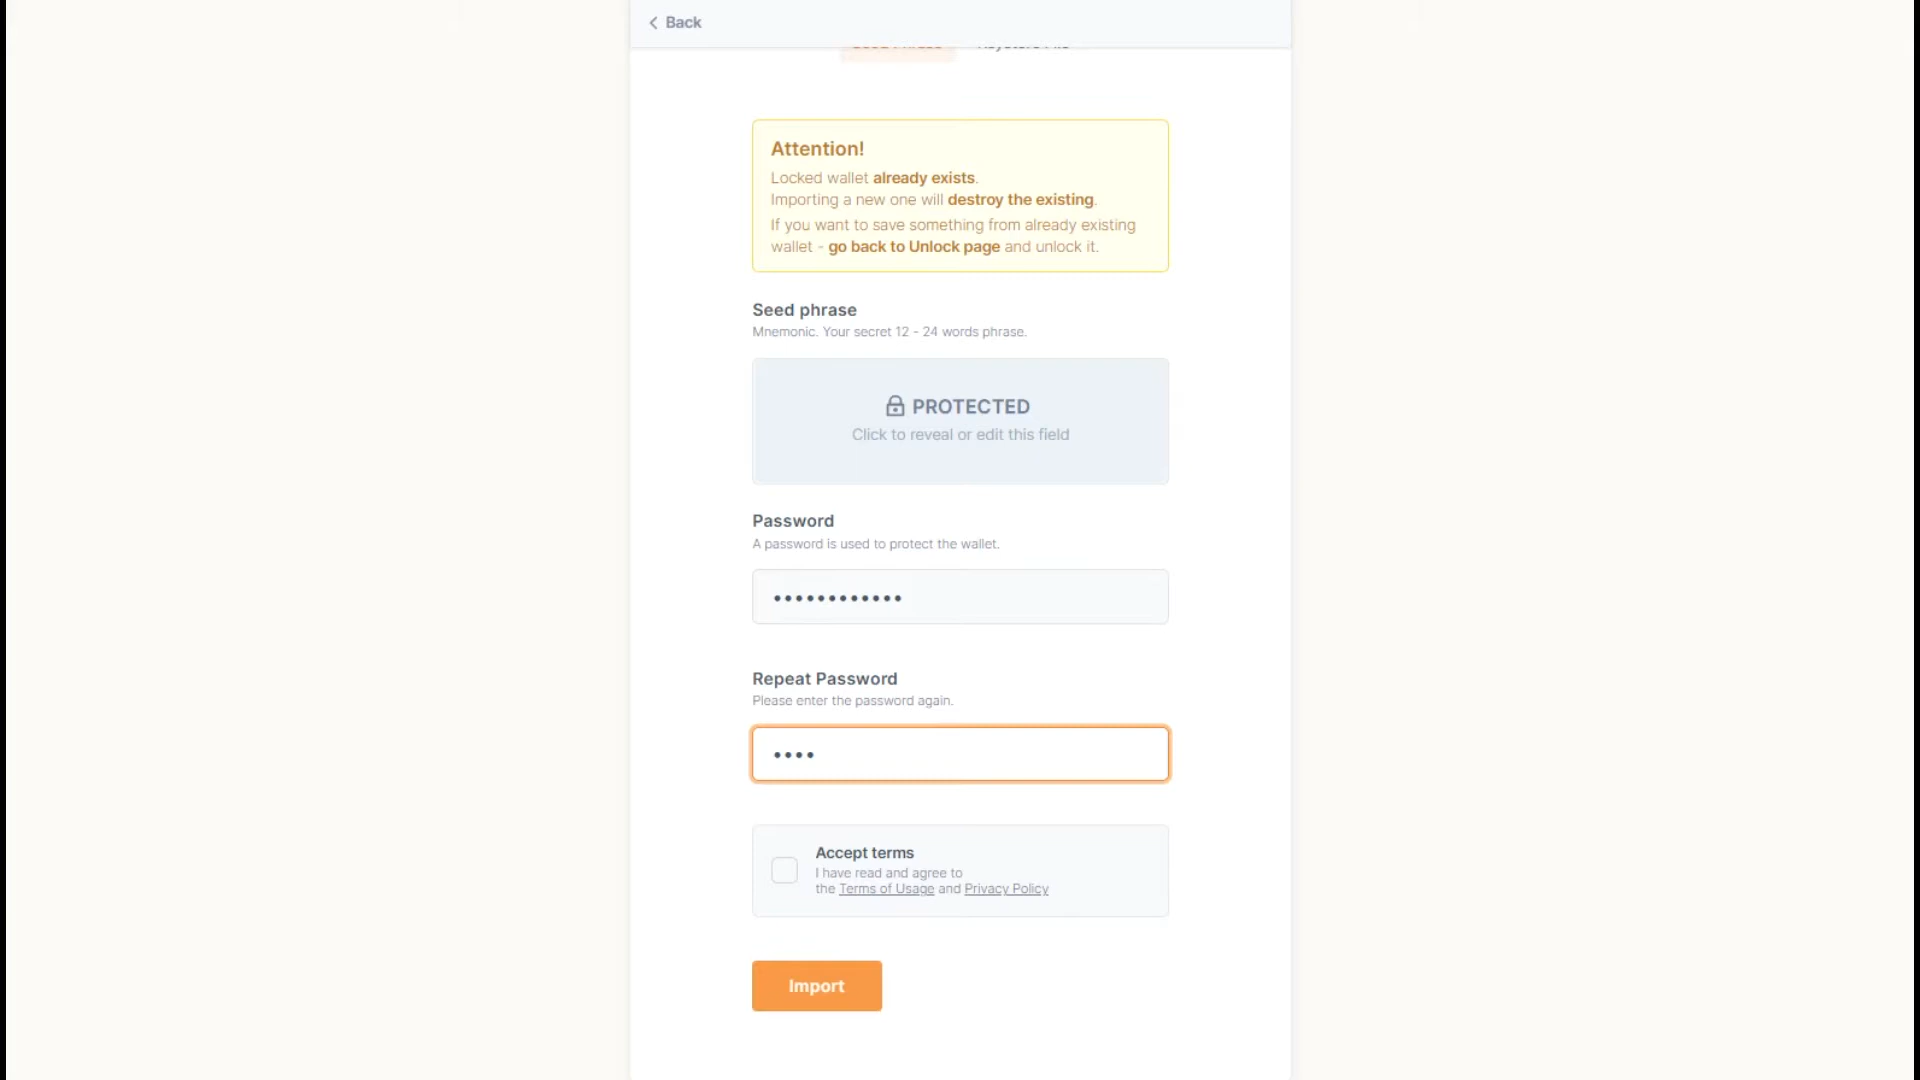 Back
Attention!
Locked wallet already exists.
Importing a new one will destroy the existing.
If you want to save something from already existing
wallet - go back to Unlock page and unlock it.
Seed phrase
Mnemonic. Your secret 12 - 24 words phrase.
PROTECTED
Click to reveal or edit this field
Password
A password is used to protect the wallet.
••••••••••••
Repeat Password
Please enter the password again.
••••
Accept terms
I have read and agree to
the Terms of Usage and Privacy Policy
Import